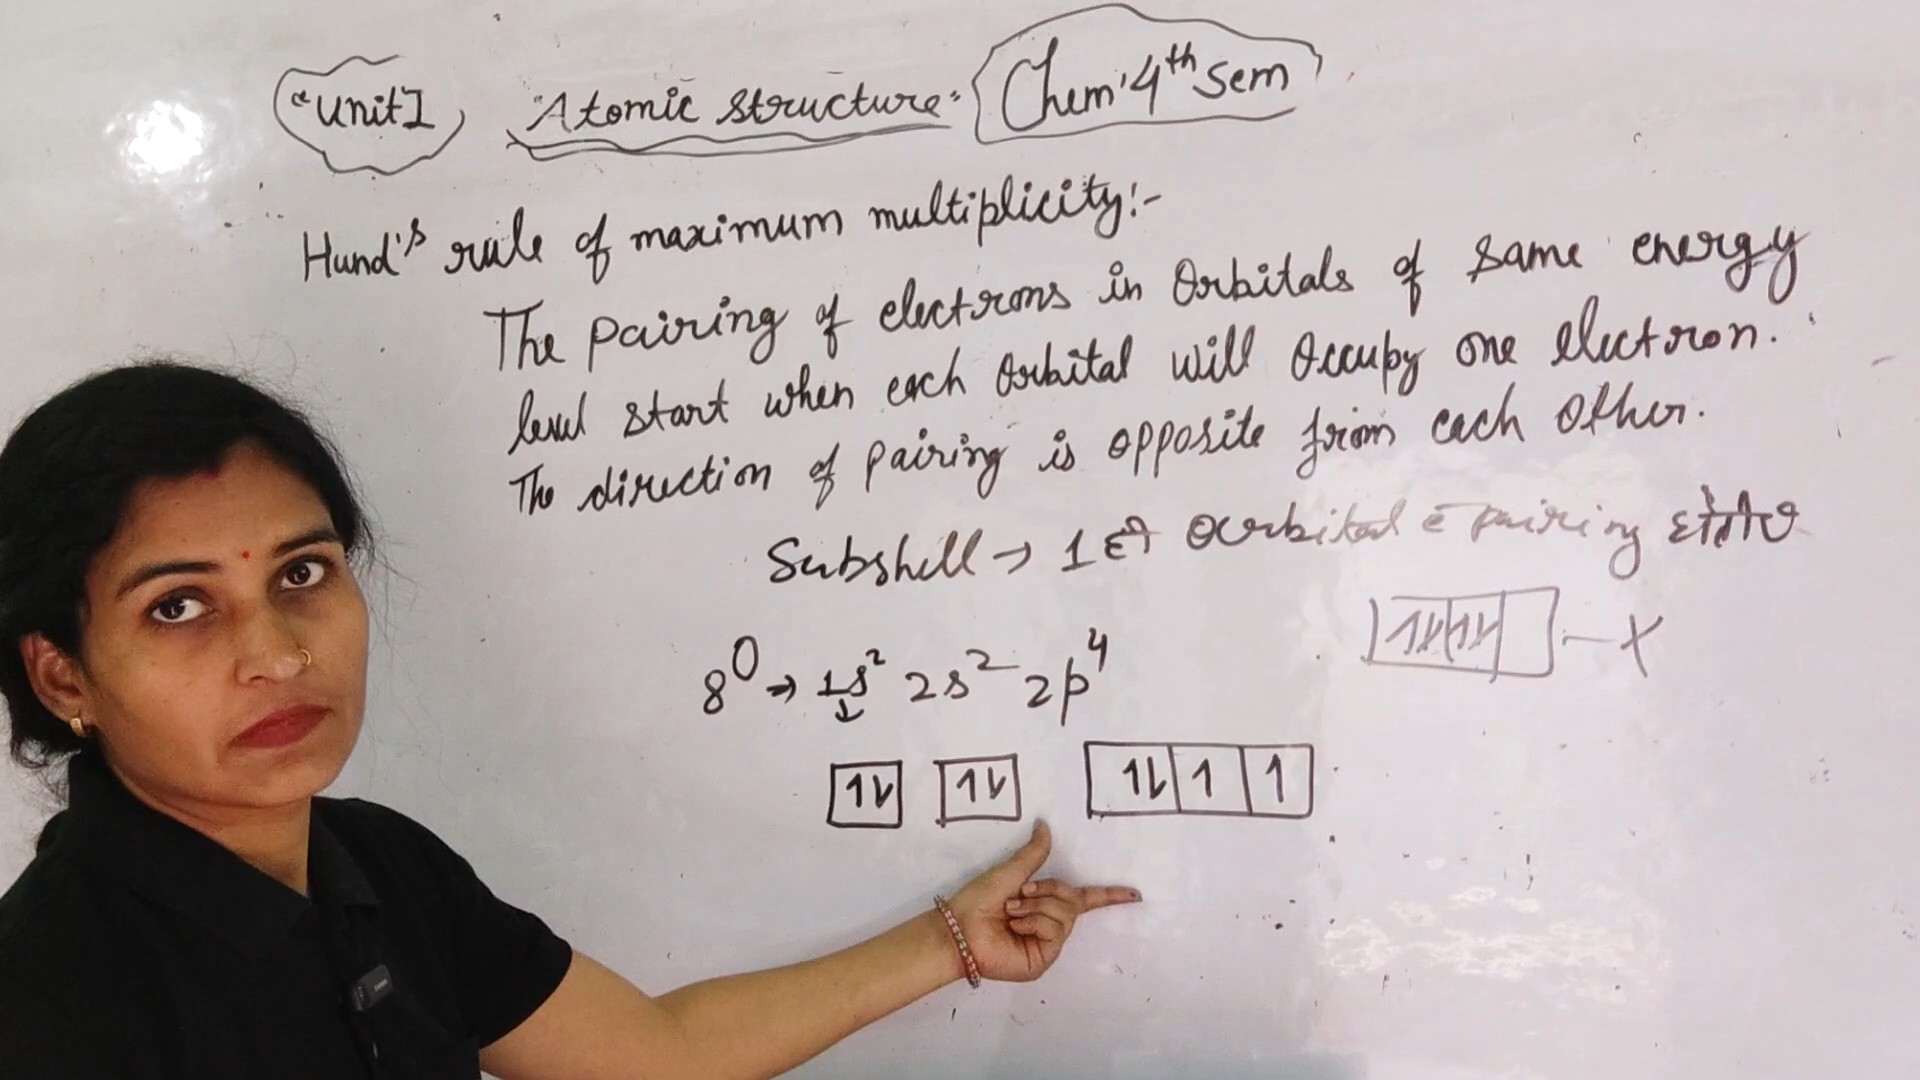 "Unit I
"Atomic Structure"
Chem. 4th Sem
Hund's rule of maximum multiplicity:-
The pairing of electrons in Orbitals of same energy
level start when each Orbital will Occupy one electron.
The direction of pairing is opposite from each Other.
Subshell → 1 orbital pairing
8O → 1s² 2s² 2p⁴